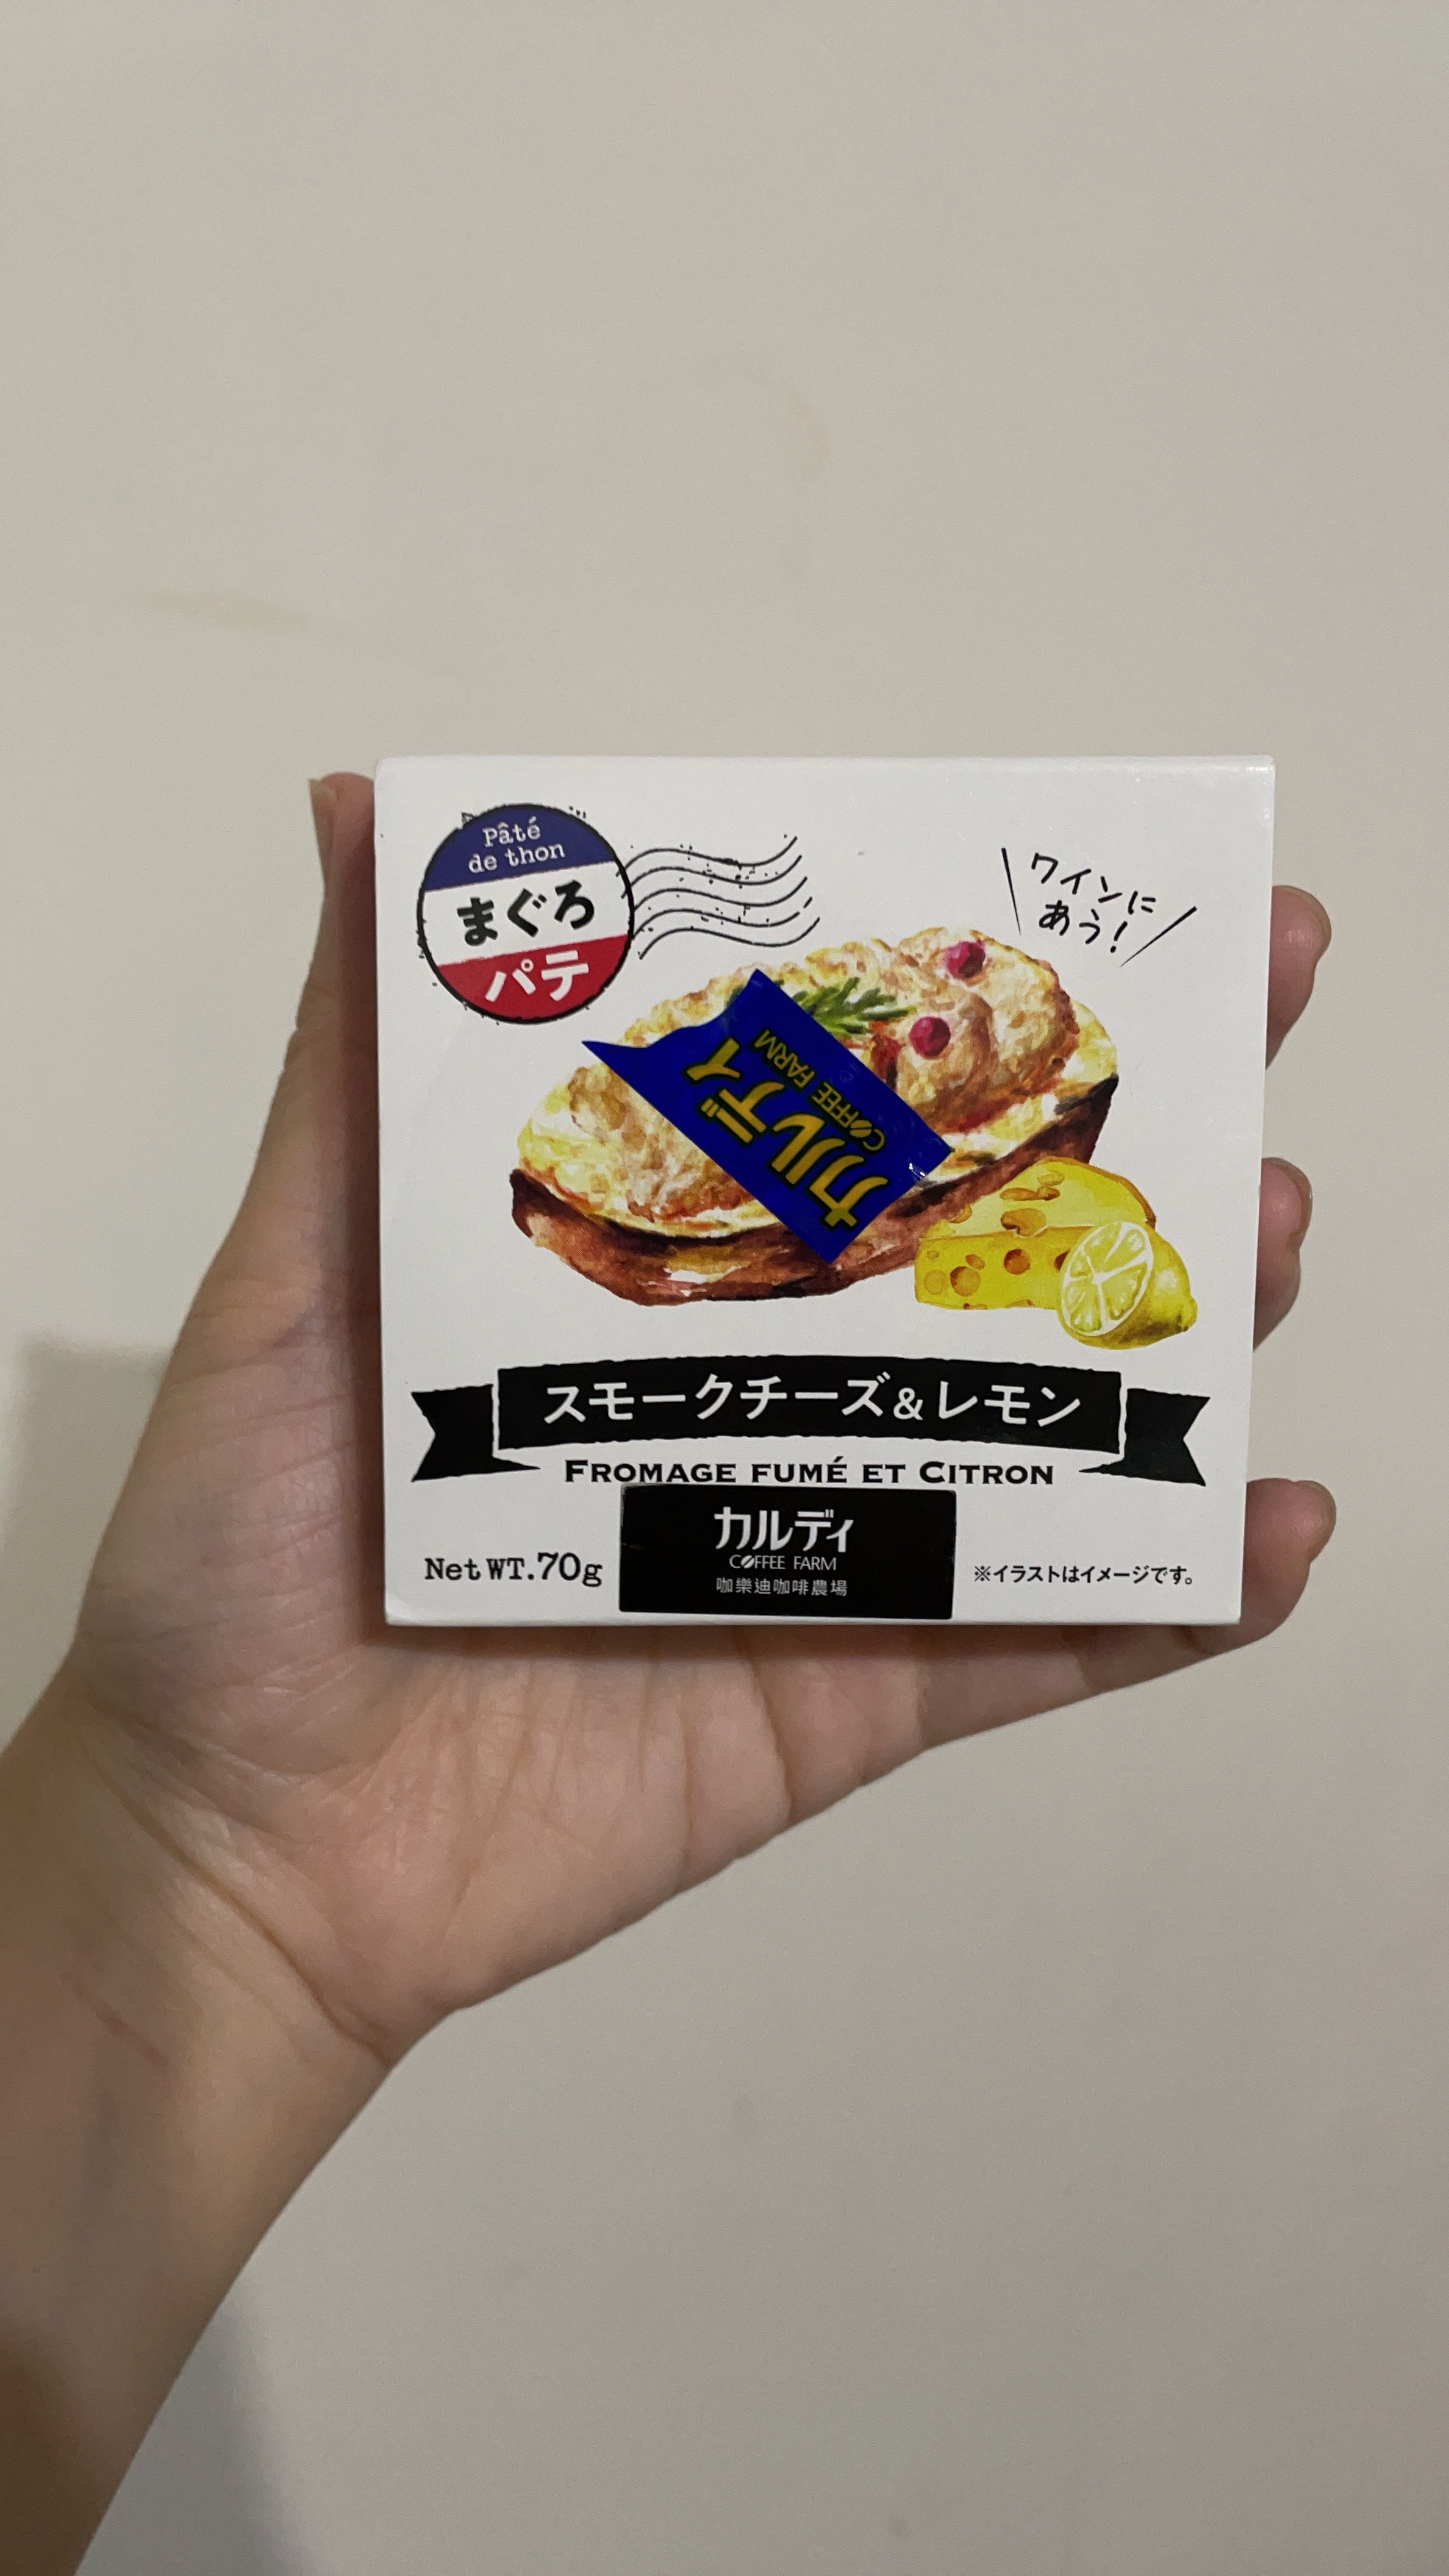 Pâté
de thon
まぐろ
パテ
ワインに
あう!
カルディ
COFFEE FARM
スモークチーズ&レモン
FROMAGE FUMÉ ET CITRON
Net WT.70g
カルディ
COFFEE FARM
咖樂迪咖啡農場
※イラストはイメージです。